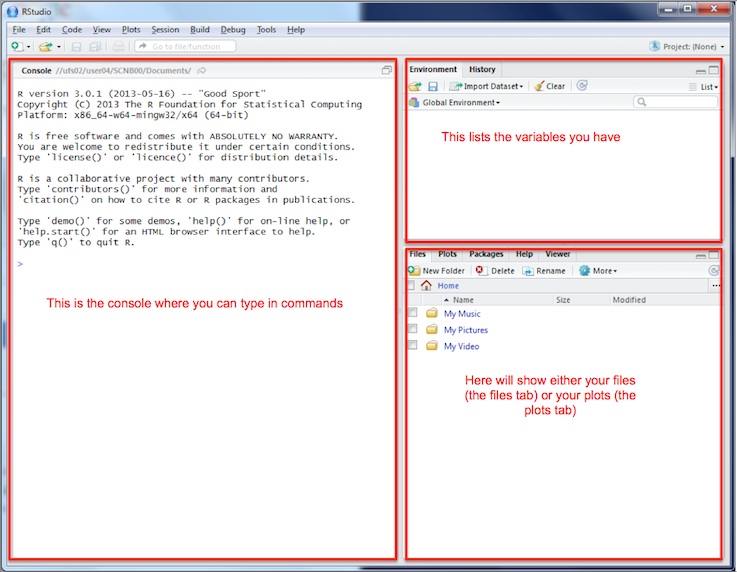 RStudio
File Edit Code View Plots Session Build Debug Tools Help
Go to file/function
Project: (None)
Console //ufs02/user04/SCNB00/Documents/
R version 3.0.1 (2013-05-16) -- "Good Sport"
Copyright (C) 2013 The R Foundation for Statistical Computing
Platform: x86_64-w64-mingw32/x64 (64-bit)
R is free software and comes with ABSOLUTELY NO WARRANTY.
You are welcome to redistribute it under certain conditions.
Type 'license()' or 'licence()' for distribution details.
R is a collaborative project with many contributors.
Type 'contributors()' for more information and
'citation()' on how to cite R or R packages in publications.
Type 'demo()' for some demos, 'help()' for on-line help, or
'help.start()' for an HTML browser interface to help.
Type 'q()' to quit R.
>
This is the console where you can type in commands
Environment History
Import Dataset Clear List
Global Environment
This lists the variables you have
Files Plots Packages Help Viewer
New Folder Delete Rename More
Home
Name Size Modified
My Music
My Pictures
My Video
Here will show either your files
(the files tab) or your plots (the
plots tab)